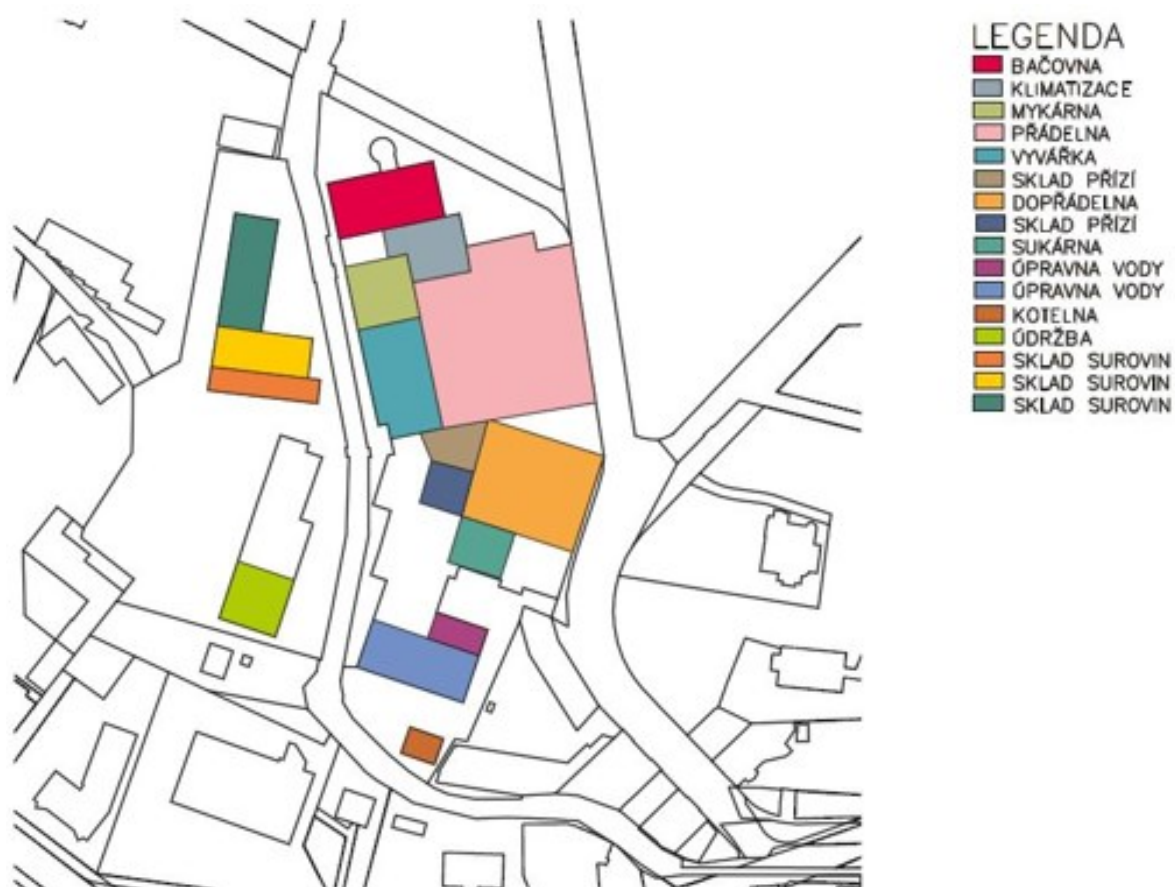 LEGENDA
BAČOVNA
KLIMATIZACE
MYKÁRNA
PŘÁDELNA
VYVÁŘKA
SKLAD PŘÍZÍ
DOPŘÁDELNA
SKLAD PŘÍZÍ
SUKÁRNA
ÚPRAVNA VODY
ÚPRAVNA VODY
KOTELNA
ÚDRŽBA
SKLAD SUROVIN
SKLAD SUROVIN
SKLAD SUROVIN